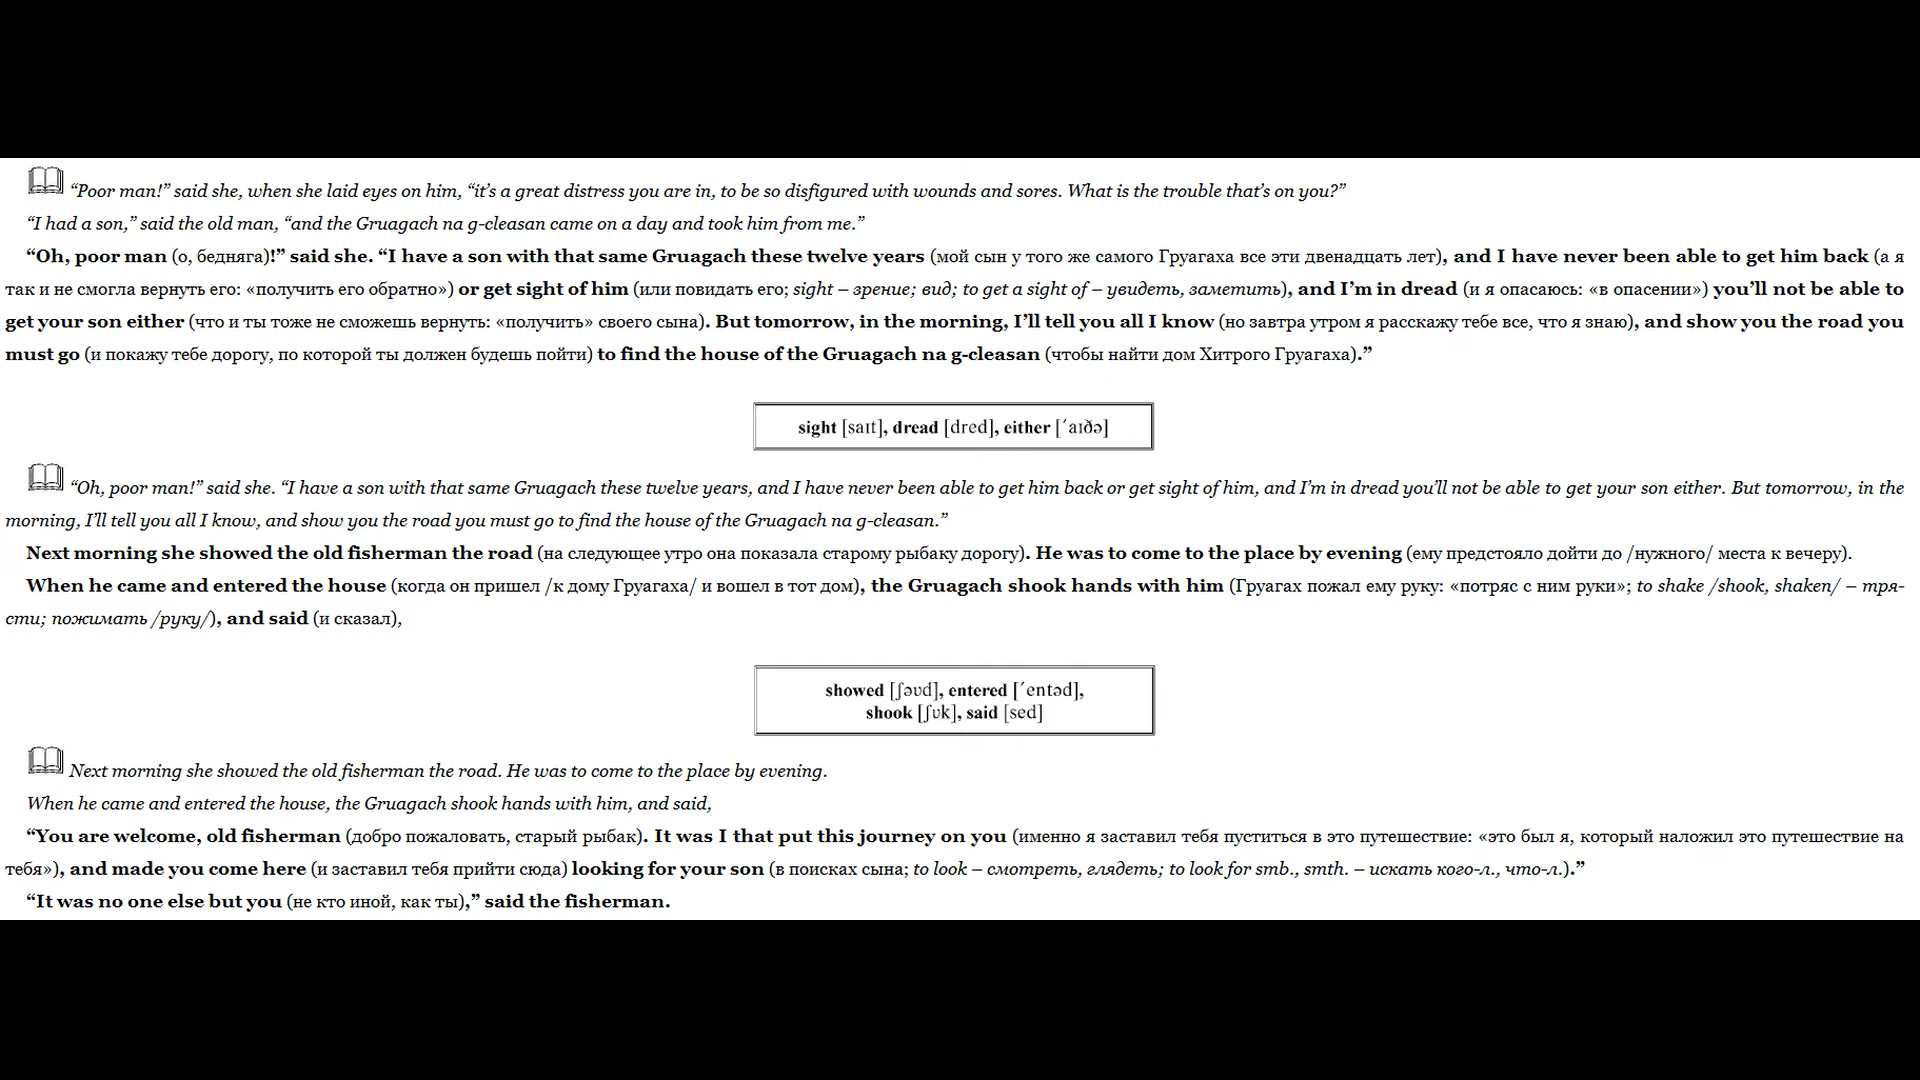 “Poor man!” said she, when she laid eyes on him, “it’s a great distress you are in, to be so disfigured with wounds and sores. What is the trouble that’s on you?”
“I had a son,” said the old man, “and the Gruagach na g-cleasan came on a day and took him from me.”
“Oh, poor man (о, бедняга)!” said she. “I have a son with that same Gruagach these twelve years (мой сын у того же самого Груагаха все эти двенадцать лет), and I have never been able to get him back (а я
так и не смогла вернуть его: «получить его обратно») or get sight of him (или повидать его; sight – зрение; вид; to get a sight of – увидеть, заметить), and I’m in dread (и я опасаюсь: «в опасении») you’ll not be able to
get your son either (что и ты тоже не сможешь вернуть: «получить» своего сына). But tomorrow, in the morning, I’ll tell you all I know (но завтра утром я расскажу тебе все, что я знаю), and show you the road you
must go (и покажу тебе дорогу, по которой ты должен будешь пойти) to find the house of the Gruagach na g-cleasan (чтобы найти дом Хитрого Груагаха).”
sight [saɪt], dread [dred], either [´aɪðə]
“Oh, poor man!” said she. “I have a son with that same Gruagach these twelve years, and I have never been able to get him back or get sight of him, and I’m in dread you’ll not be able to get your son either. But tomorrow, in the
morning, I’ll tell you all I know, and show you the road you must go to find the house of the Gruagach na g-cleasan.”
Next morning she showed the old fisherman the road (на следующее утро она показала старому рыбаку дорогу). He was to come to the place by evening (ему предстояло дойти до /нужного/ места к вечеру).
When he came and entered the house (когда он пришел /к дому Груагаха/ и вошел в тот дом), the Gruagach shook hands with him (Груагах пожал ему руку: «потряс с ним руки»; to shake /shook, shaken/ – тря-
сти; пожимать /руку/), and said (и сказал),
showed [ʃəʊd], entered [´entəd],
shook [ʃʊk], said [sed]
Next morning she showed the old fisherman the road. He was to come to the place by evening.
When he came and entered the house, the Gruagach shook hands with him, and said,
“You are welcome, old fisherman (добро пожаловать, старый рыбак). It was I that put this journey on you (именно я заставил тебя пуститься в это путешествие: «это был я, который наложил это путешествие на
тебя»), and made you come here (и заставил тебя прийти сюда) looking for your son (в поисках сына; to look – смотреть, глядеть; to look for smb., smth. – искать кого-л., что-л.).”
“It was no one else but you (не кто иной, как ты),” said the fisherman.